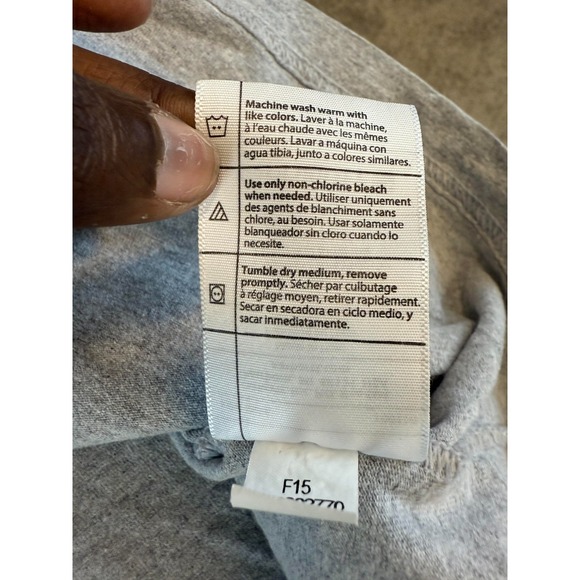 Machine wash warm with
like colors. Laver à la machine,
à l'eau chaude avec les mêmes
couleurs. Lavar a máquina con
agua tibia, junto a colores similares.
Use only non-chlorine bleach
when needed. Utiliser uniquement
des agents de blanchiment sans
chlore, au besoin. Usar solamente
blanqueador sin cloro cuando lo
necesite.
Tumble dry medium, remove
promptly. Sécher par culbutage
à réglage moyen, retirer rapidement.
Secar en secadora en ciclo medio, y
sacar inmediatamente.
F15